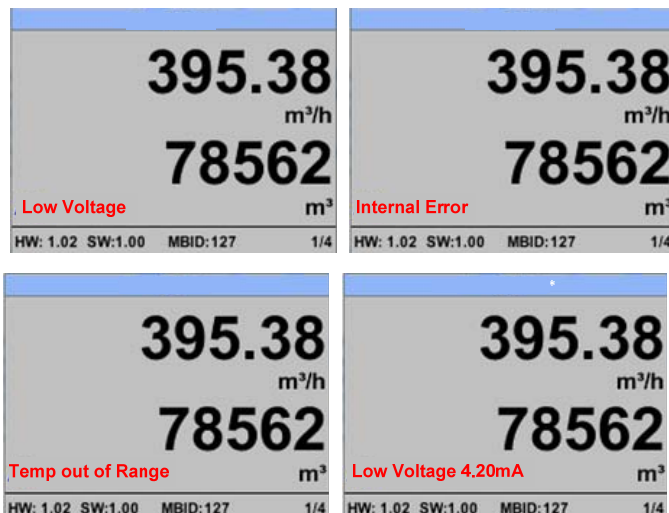 395.38
m³/h
78562
Low Voltage
m³
HW: 1.02 SW:1.00 MBID:127 1/4
395.38
m³/h
78562
Internal Error
m³
HW: 1.02 SW:1.00 MBID:127 1/4
395.38
m³/h
78562
Temp out of Range
m³
HW: 1.02 SW:1.00 MBID:127 1/4
395.38
m³/h
78562
Low Voltage 4.20mA
m³
HW: 1.02 SW:1.00 MBID:127 1/4